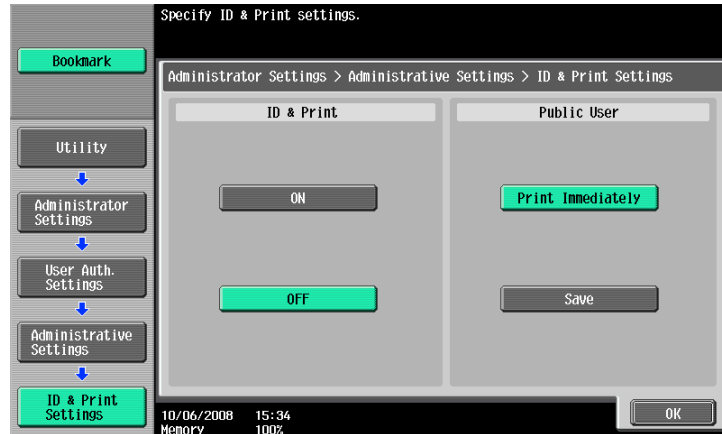 Specify ID & Print settings.
Bookmark
Administrator Settings > Administrative Settings > ID & Print Settings
ID & Print
Public User
Utility
ON
Print Immediately
Administrator
Settings
User Auth.
Settings
OFF
Save
Administrative
Settings
ID & Print
Settings
10/06/2008 15:34
Memory 100%
OK